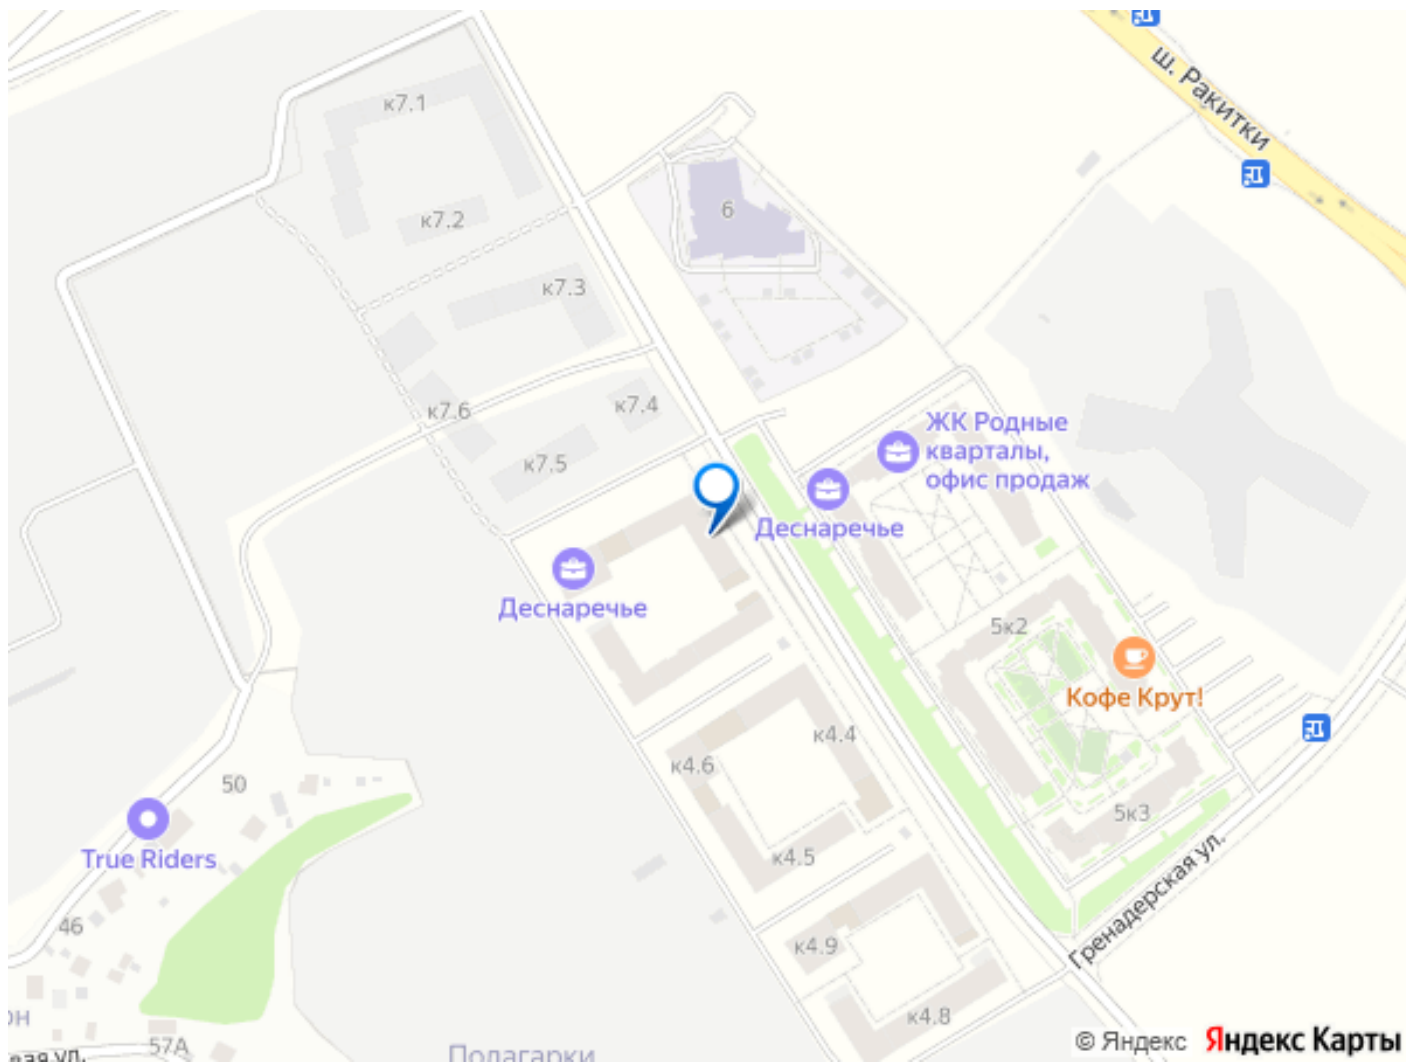 ш. Ракитки
к7.1
к7.2
6
к7.3
к7.4
к7.6
к7.5
ЖК Родные
кварталы,
офис продаж
Деснаречье
Деснаречье
5к2
Кофе Крут!
к4.4
к4.6
50
5к3
True Riders
к4.5
Гренадерская ул.
46
к4.9
к4.8
57А
Полагарки
© Яндекс
Яндекс Карты